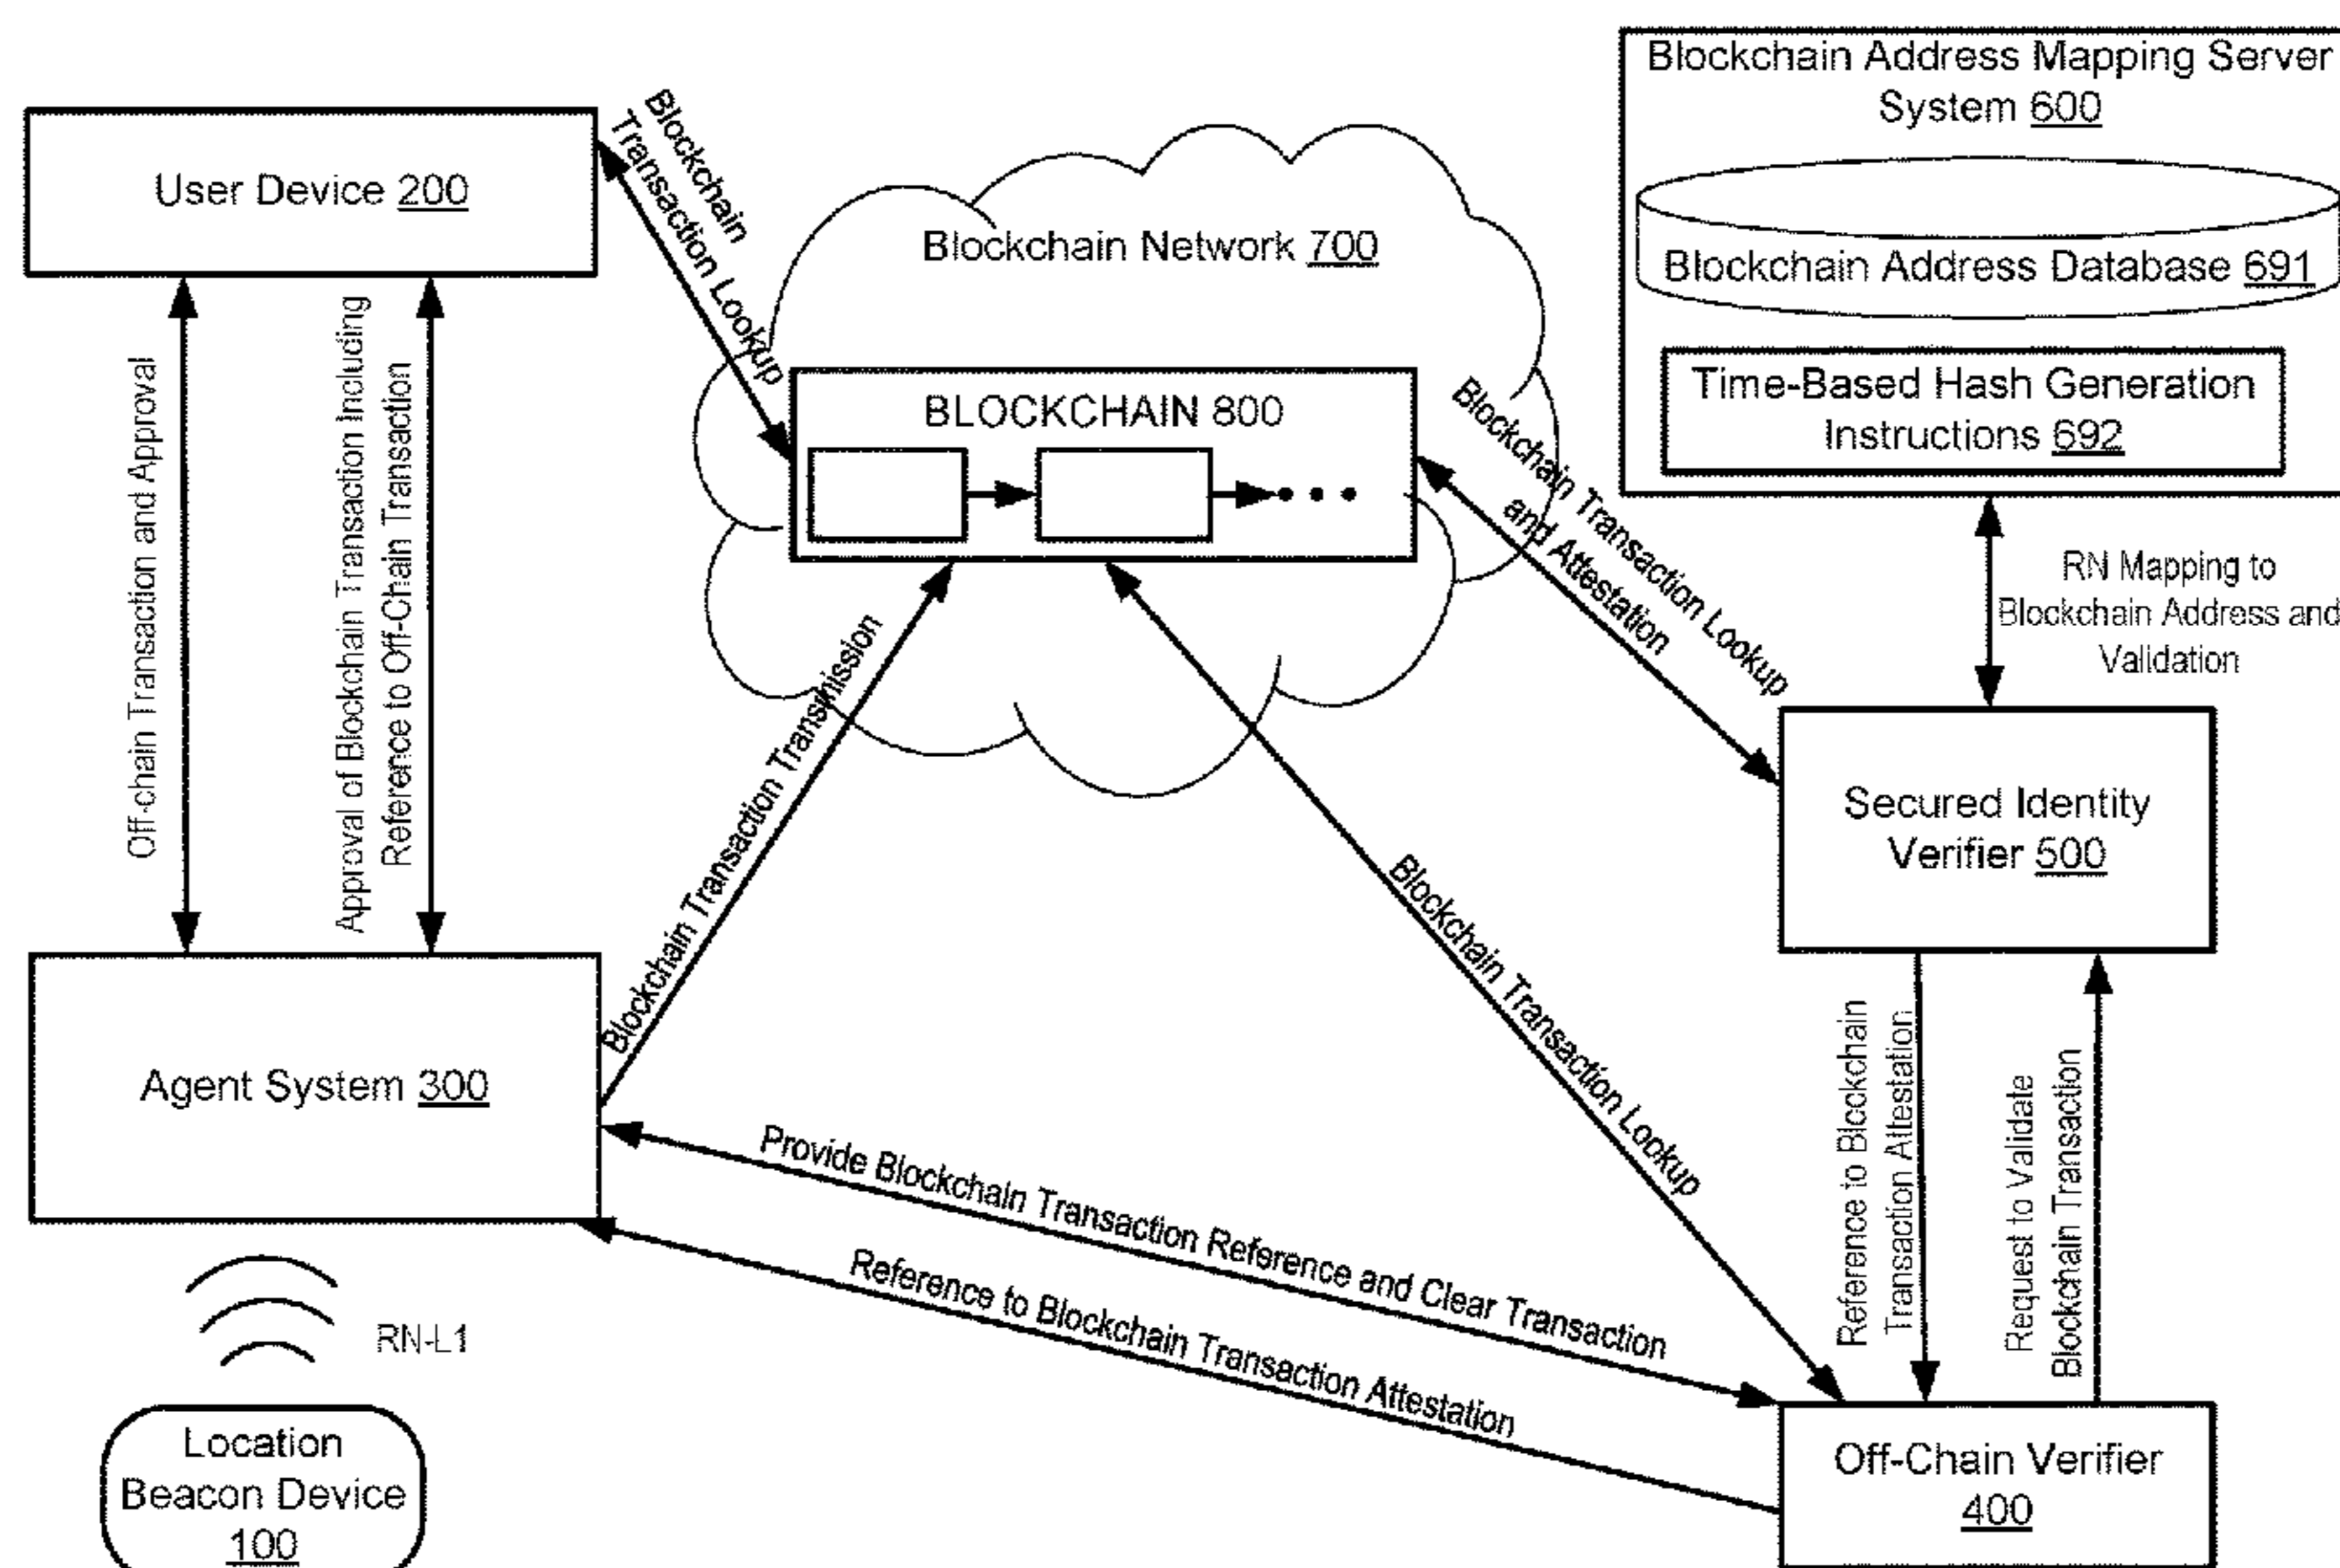 Blockchain Address Mapping Server
System 600
Blockchain Address Database 691
Time-Based Hash Generation
Instructions 692
User Device 200
Blockchain
Transaction Lookup
Blockchain Network 700
BLOCKCHAIN 800
Blockchain Transaction Lookup
and Attestation
RN Mapping to
Blockchain Address and
Validation
Off-chain Transaction and Approval
Approval of Blockchain Transaction Including
Reference to Off-Chain Transaction
Blockchain Transaction Transmission
Blockchain Transaction Lookup
Secured Identity
Verifier 500
Agent System 300
Provide Blockchain Transaction Reference and Clear Transaction
Reference to Blockchain Transaction Attestation
Reference to Blockchain
Transaction Attestation
Request to Validate
Blockchain Transaction
RN-L1
Location
Beacon Device
100
Off-Chain Verifier
400